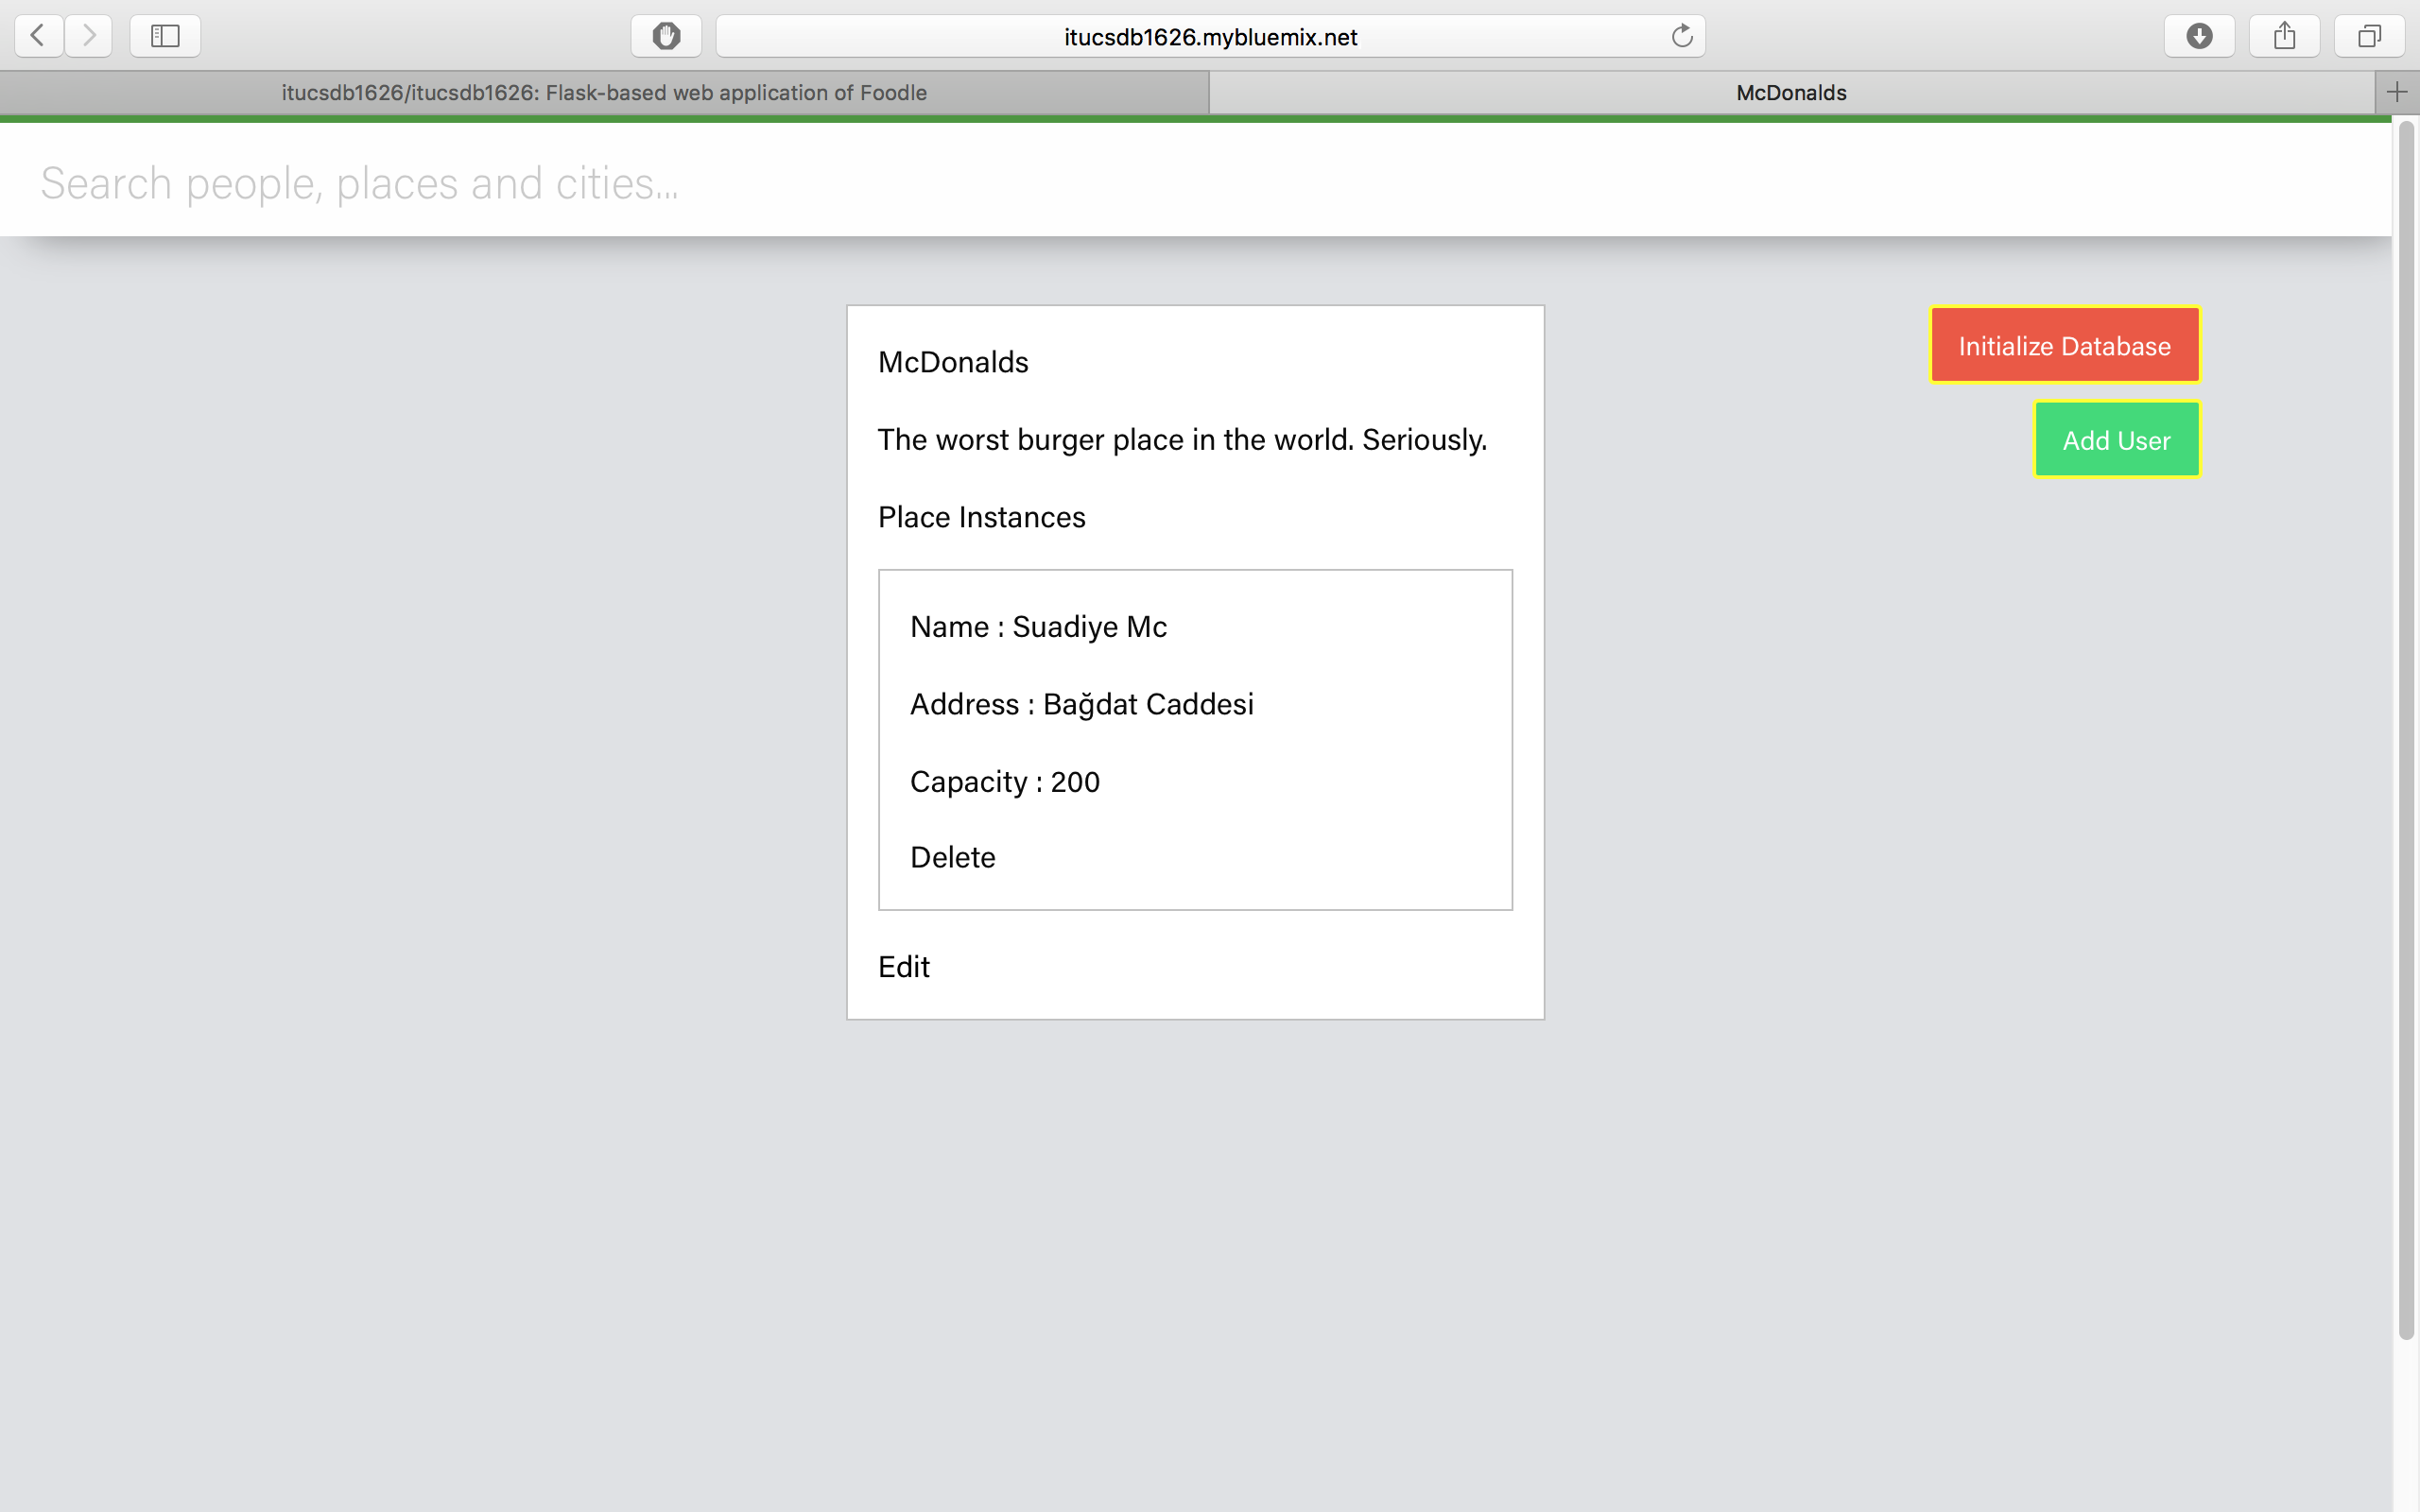 itucsdb1626.mybluemix.net
itucsdb1626/itucsdb1626: Flask-based web application of Foodle
McDonalds
Search people, places and cities...
McDonalds
The worst burger place in the world. Seriously.
Place Instances
Name : Suadiye Mc
Address : Bağdat Caddesi
Capacity : 200
Delete
Edit
Initialize Database
Add User